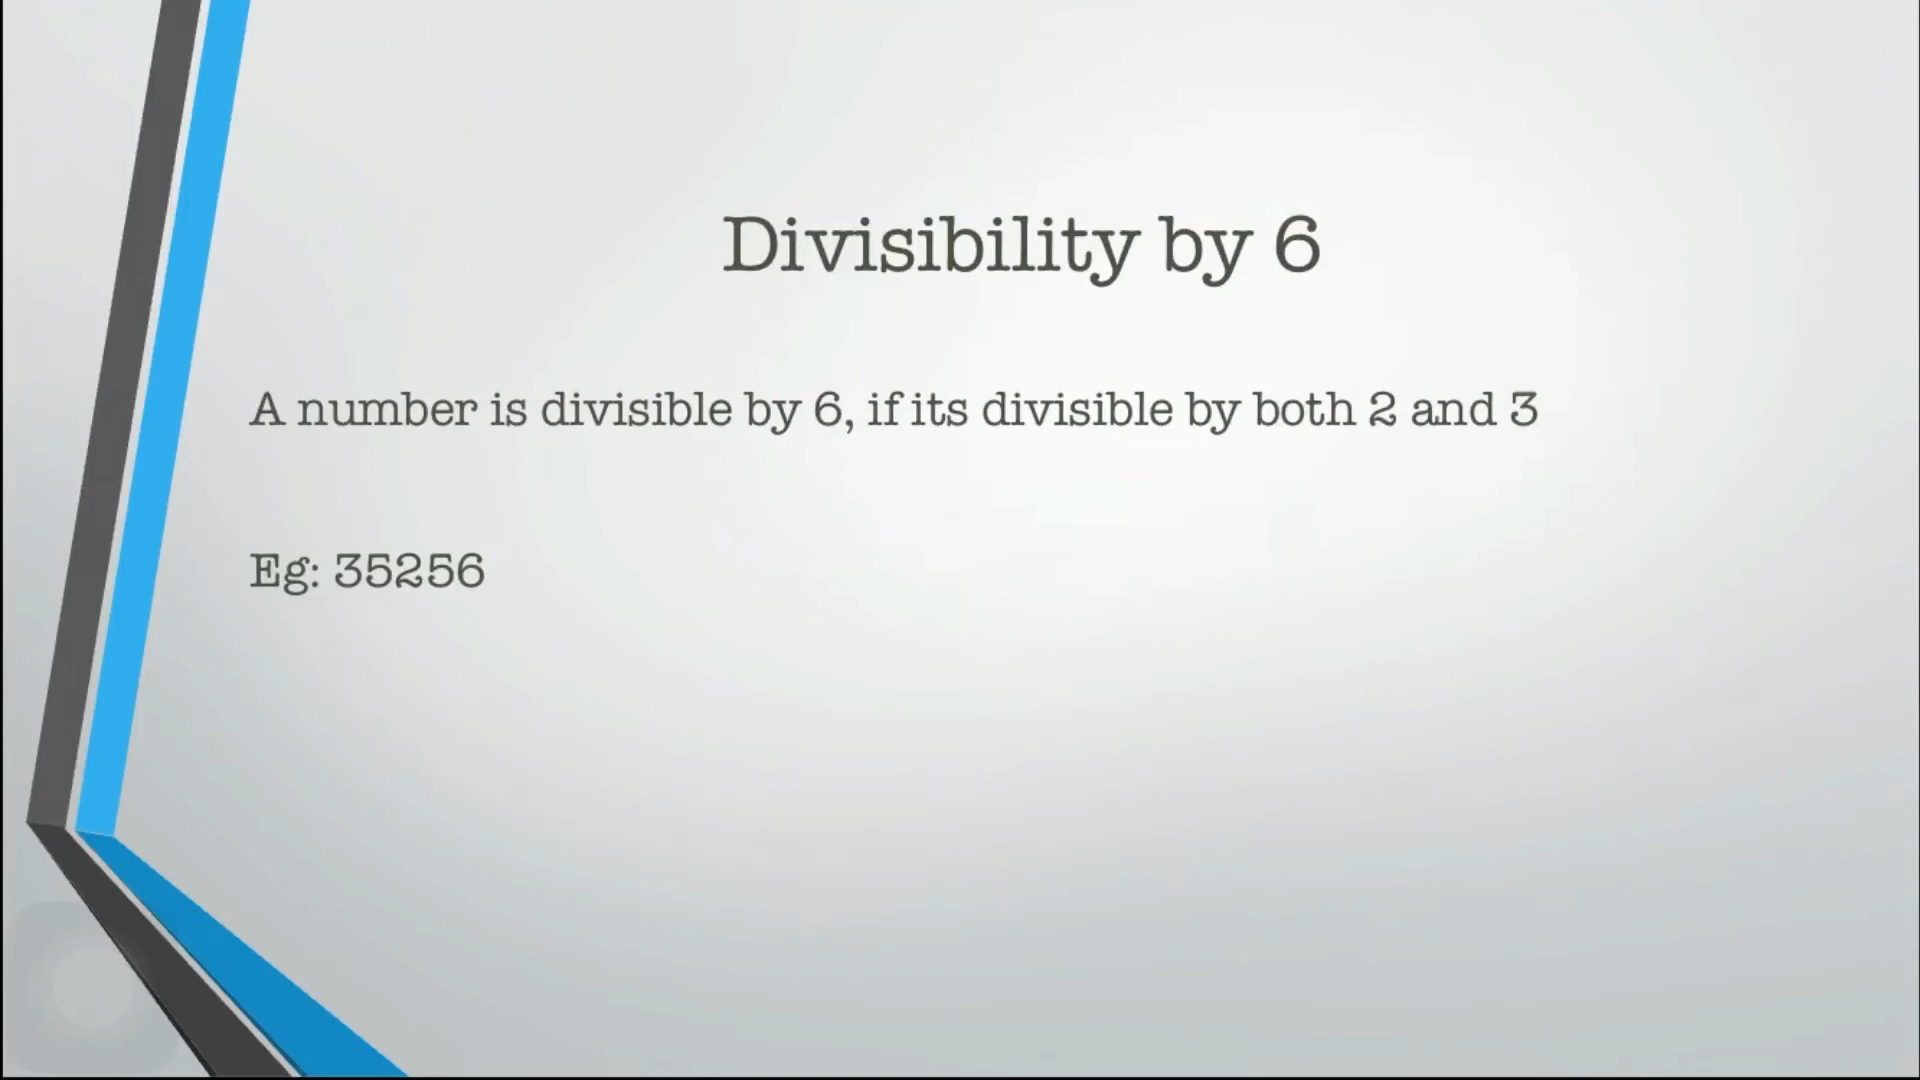 Divisibility by 6
A number is divisible by 6, if its divisible by both 2 and 3
Eg: 35256